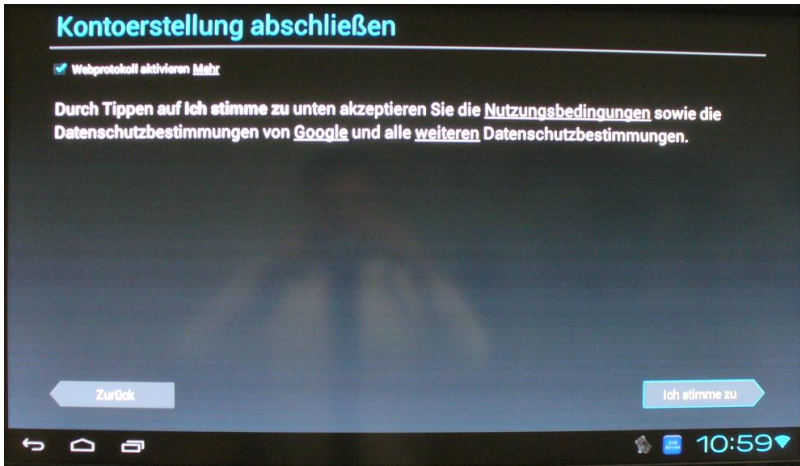 Kontoerstellung abschließen
Webprotokoll aktivieren Mehr
Durch Tippen auf Ich stimme zu unten akzeptieren Sie die Nutzungsbedingungen sowie die
Datenschutzbestimmungen von Google und alle weiteren Datenschutzbestimmungen.
Zurück
Ich stimme zu
10:59